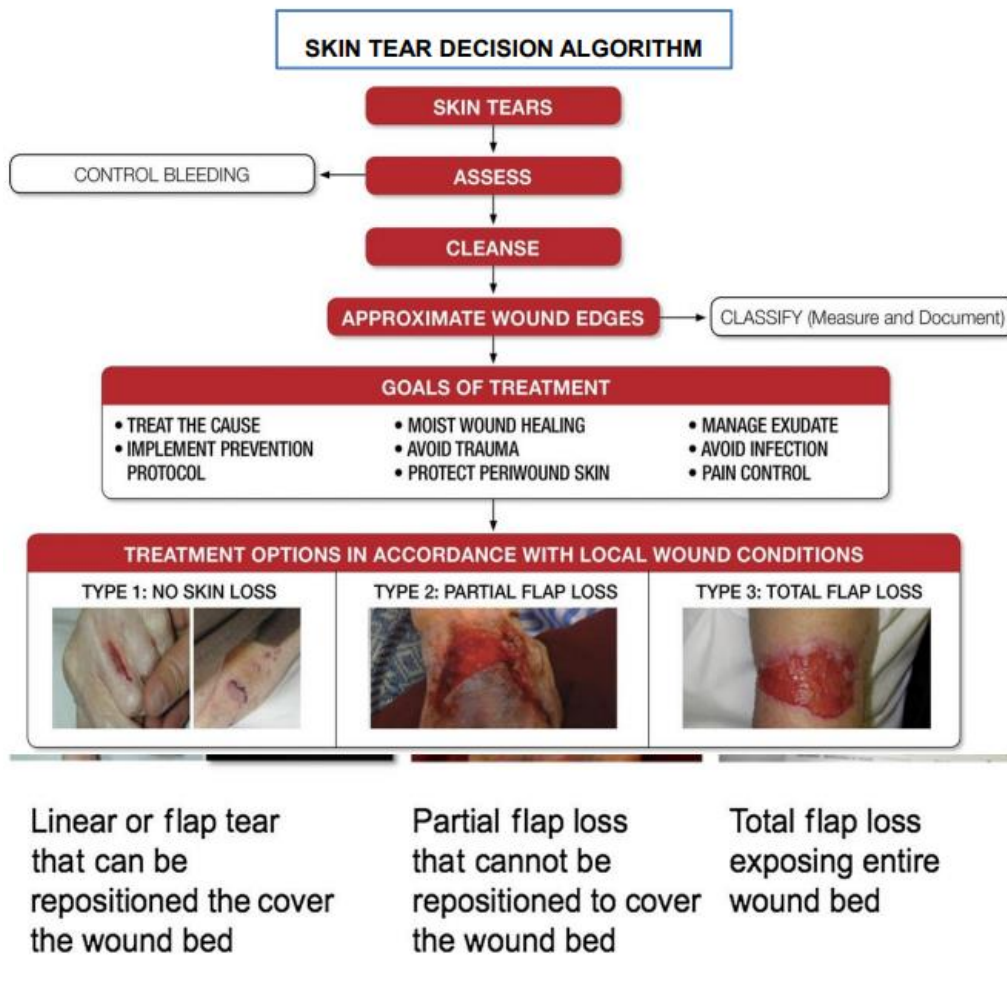 SKIN TEAR DECISION ALGORITHM
SKIN TEARS
CONTROL BLEEDING
ASSESS
CLEANSE
APPROXIMATE WOUND EDGES
CLASSIFY (Measure and Document)
GOALS OF TREATMENT
• TREAT THE CAUSE
• IMPLEMENT PREVENTION
PROTOCOL
• MOIST WOUND HEALING
• AVOID TRAUMA
• PROTECT PERIWOUND SKIN
• MANAGE EXUDATE
• AVOID INFECTION
• PAIN CONTROL
TREATMENT OPTIONS IN ACCORDANCE WITH LOCAL WOUND CONDITIONS
TYPE 1: NO SKIN LOSS
TYPE 2: PARTIAL FLAP LOSS
TYPE 3: TOTAL FLAP LOSS
Linear or flap tear
that can be
repositioned the cover
the wound bed
Partial flap loss
that cannot be
repositioned to cover
the wound bed
Total flap loss
exposing entire
wound bed